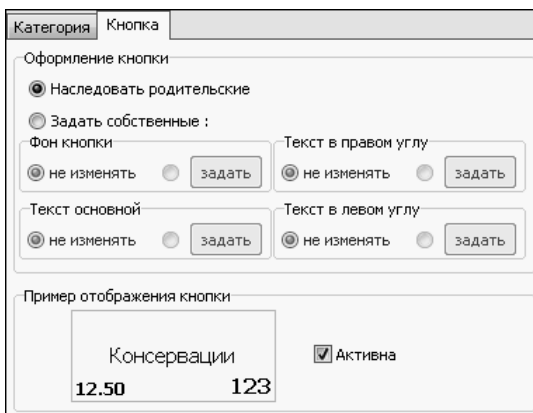 Категория Кнопка
Оформление кнопки
Наследовать родительские
Задать собственные :
Фон кнопки Текст в правом углу
не изменять задать не изменять задать
Текст основной Текст в левом углу
не изменять задать не изменять задать
Пример отображения кнопки
Консервации Активна
12.50 123